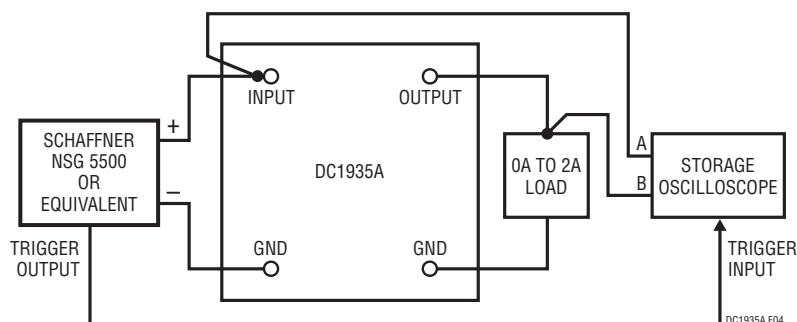 INPUT
OUTPUT
SCHAFFNER
NSG 5500
OR
EQUIVALENT
+
–
DC1935A
0A TO 2A
LOAD
A
B
STORAGE
OSCILLOSCOPE
GND
GND
TRIGGER
OUTPUT
TRIGGER
INPUT
DC1935A F04